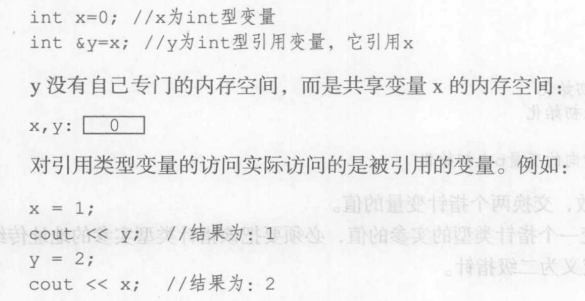 int x=0; //x为int型变量
int &y=x; //y为int型引用变量，它引用x
y 没有自己专门的内存空间，而是共享变量 x 的内存空间：
x,y: 0
对引用类型变量的访问实际访问的是被引用的变量。例如：
x = 1;
cout << y; //结果为：1
y = 2;
cout << x; //结果为：2